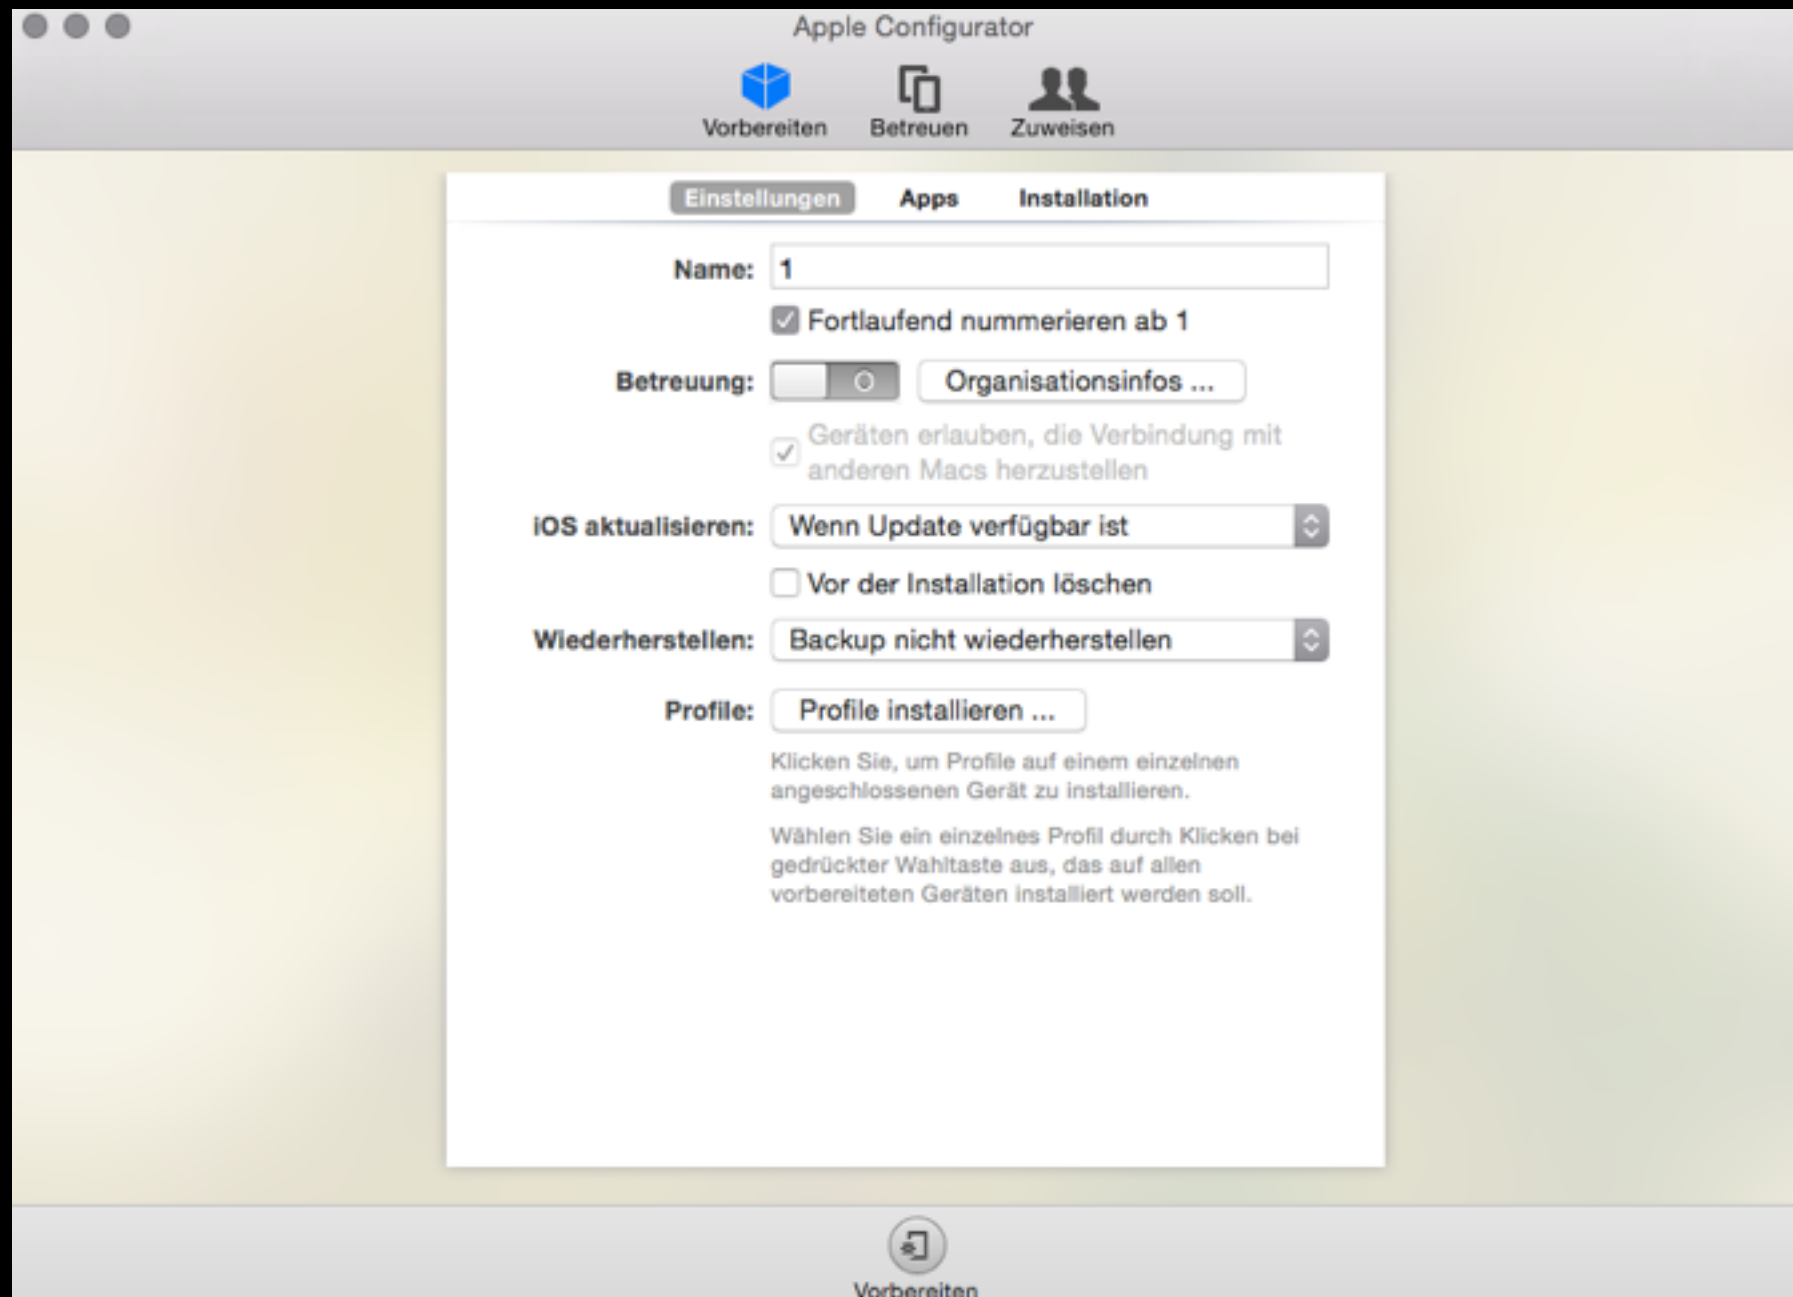 Apple Configurator
Vorbereiten Betreuen Zuweisen
Einstellungen Apps Installation
Name: 1
Fortlaufend nummerieren ab 1
Betreuung: Organisationsinfos ...
Geräten erlauben, die Verbindung mit
anderen Macs herzustellen
iOS aktualisieren: Wenn Update verfügbar ist
Vor der Installation löschen
Wiederherstellen: Backup nicht wiederherstellen
Profile: Profile installieren ...
Klicken Sie, um Profile auf einem einzelnen
angeschlossenen Gerät zu installieren.
Wählen Sie ein einzelnes Profil durch Klicken bei
gedrückter Wahltaste aus, das auf allen
vorbereiteten Geräten installiert werden soll.
Vorbereiten